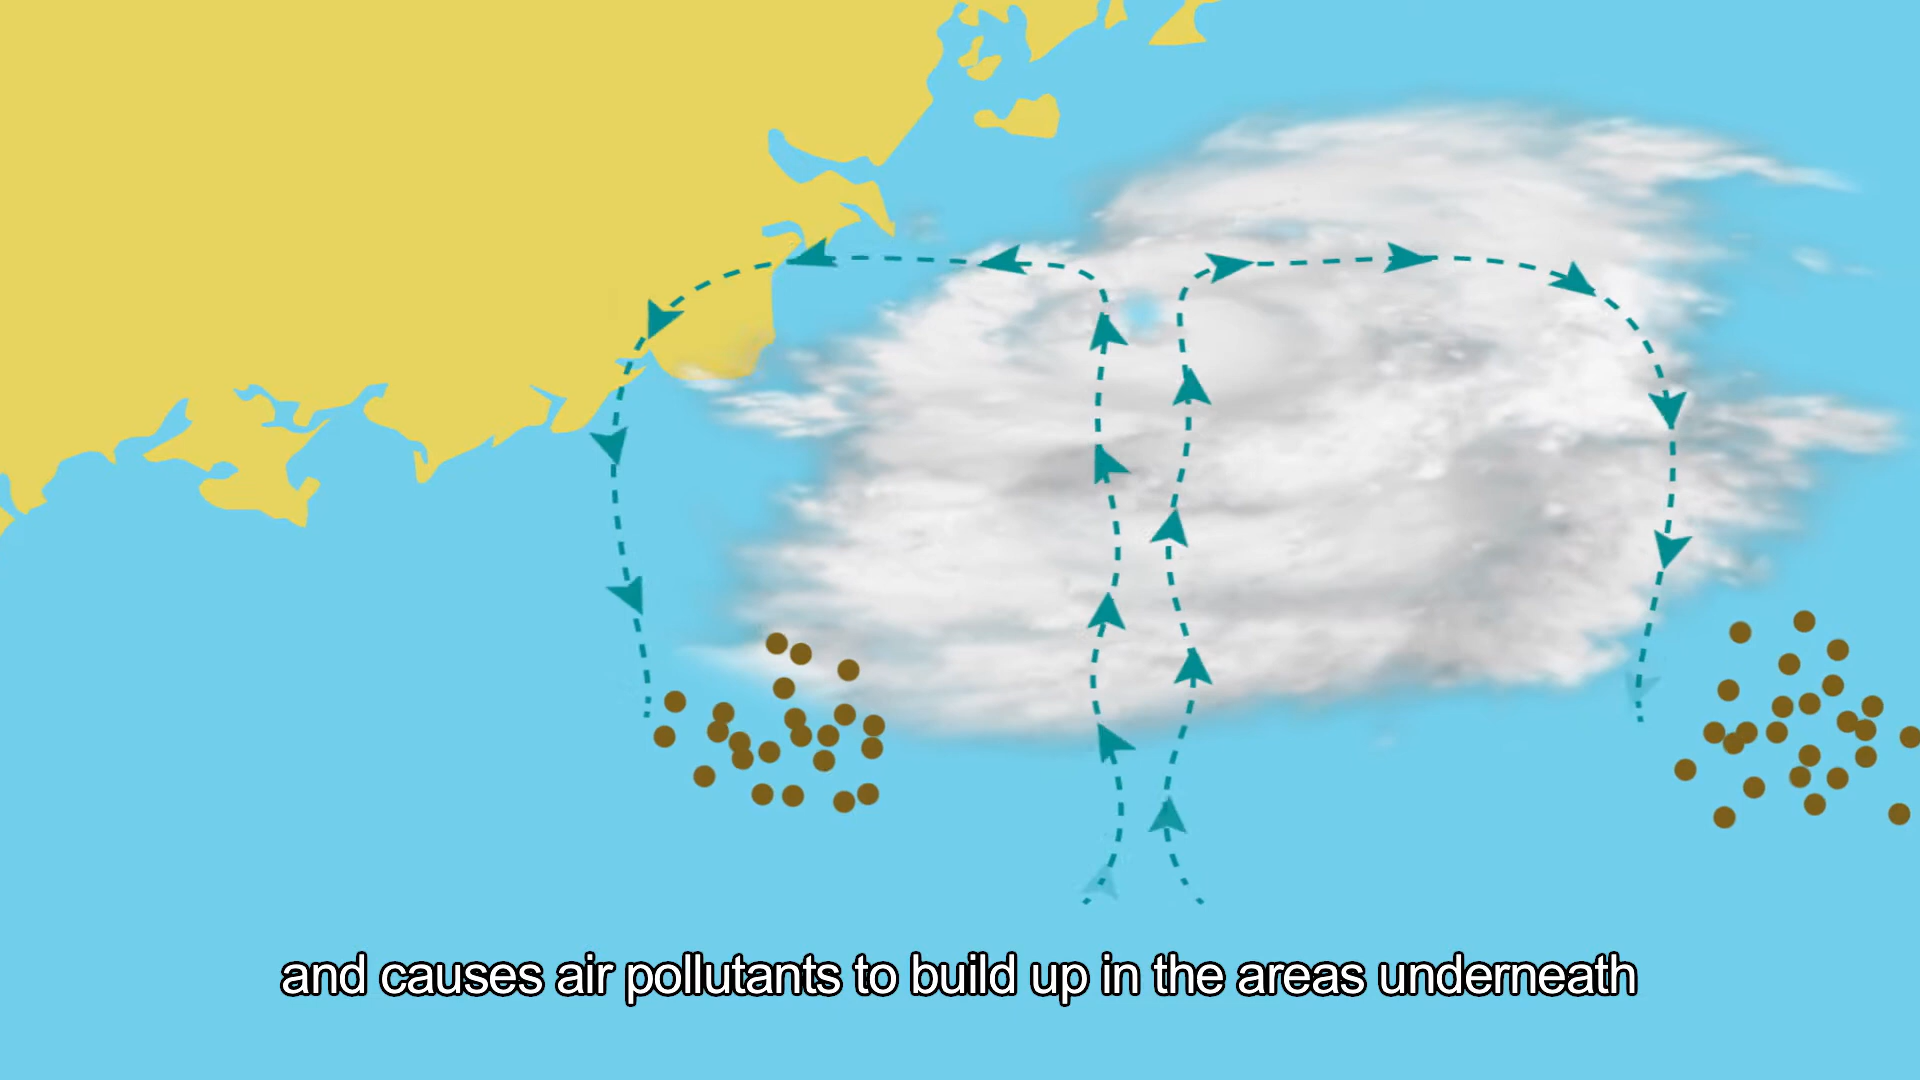 and causes air pollutants to build up in the areas underneath